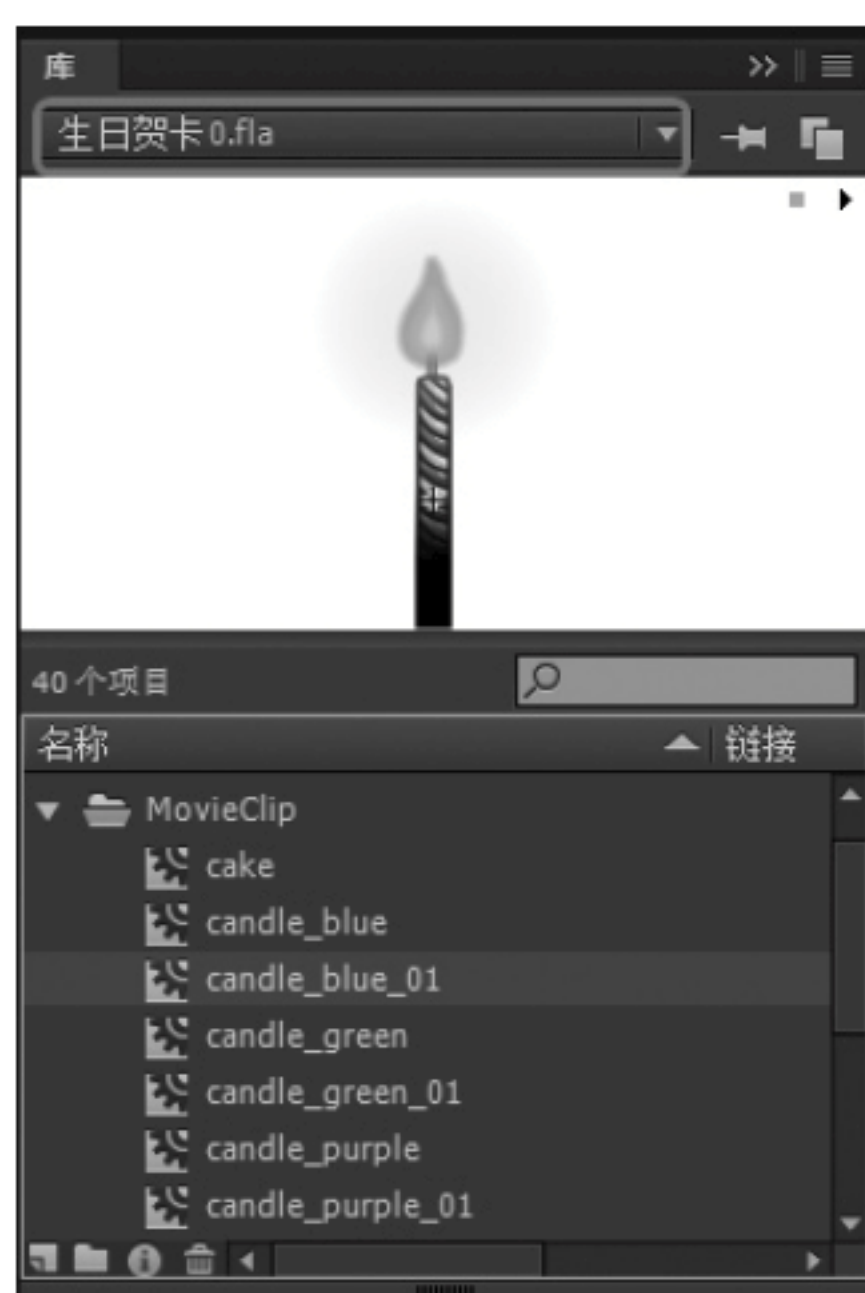 库
生日贺卡0.fla
40 个项目
名称 链接
MovieClip
cake
candle_blue
candle_blue_01
candle_green
candle_green_01
candle_purple
candle_purple_01